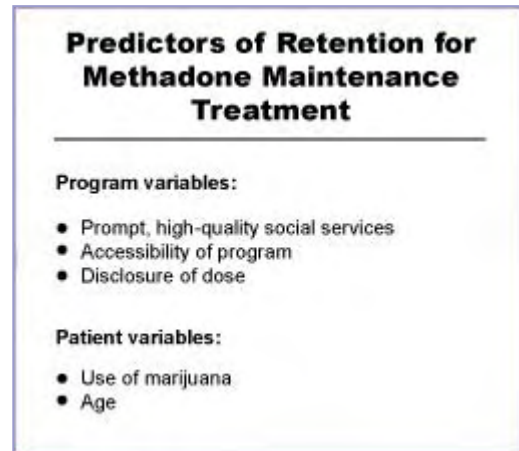 Predictors of Retention for
Methadone Maintenance
Treatment
Program variables:
● Prompt, high-quality social services
● Accessibility of program
● Disclosure of dose
Patient variables:
● Use of marijuana
● Age